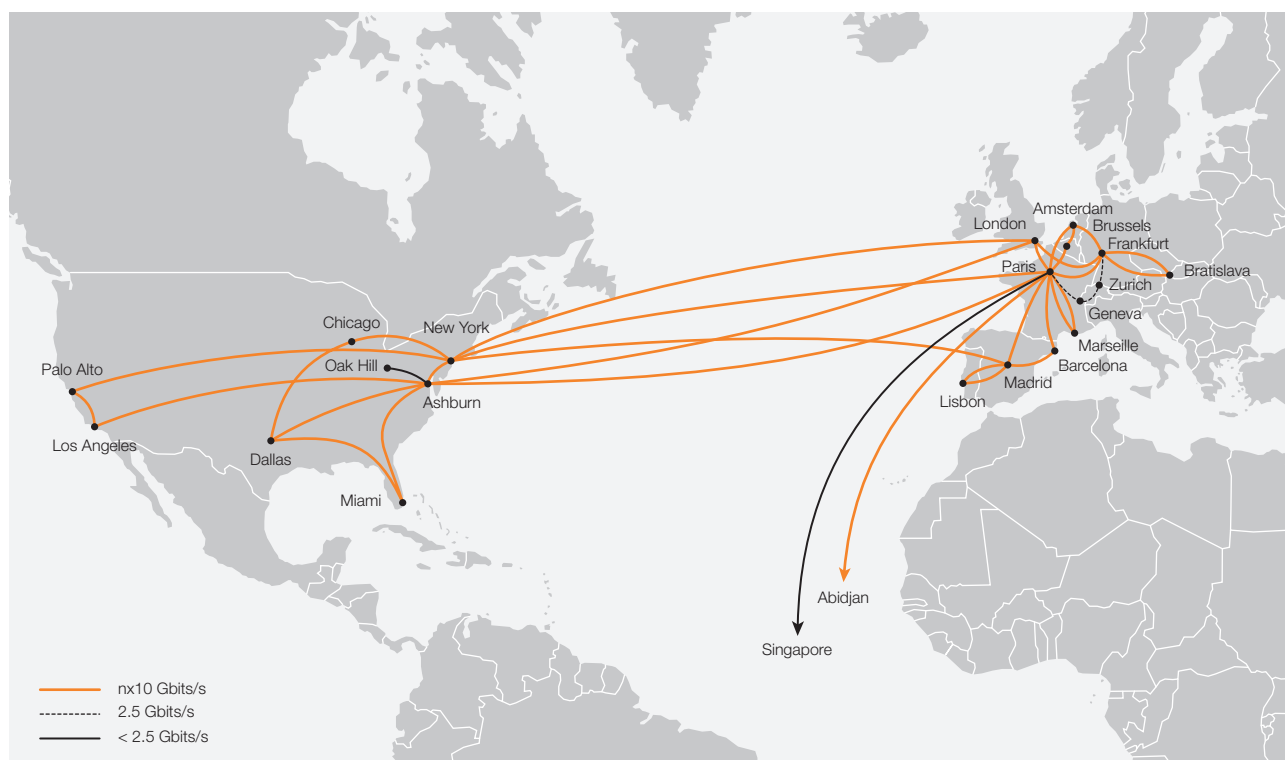 Amsterdam
London
Brussels
Frankfurt
Paris
Bratislava
Zurich
Geneva
Chicago
New York
Marseille
Oak Hill
Barcelona
Palo Alto
Madrid
Ashburn
Lisbon
Los Angeles
Dallas
Miami
Abidjan
Singapore
nx10 Gbits/s
2.5 Gbits/s
< 2.5 Gbits/s